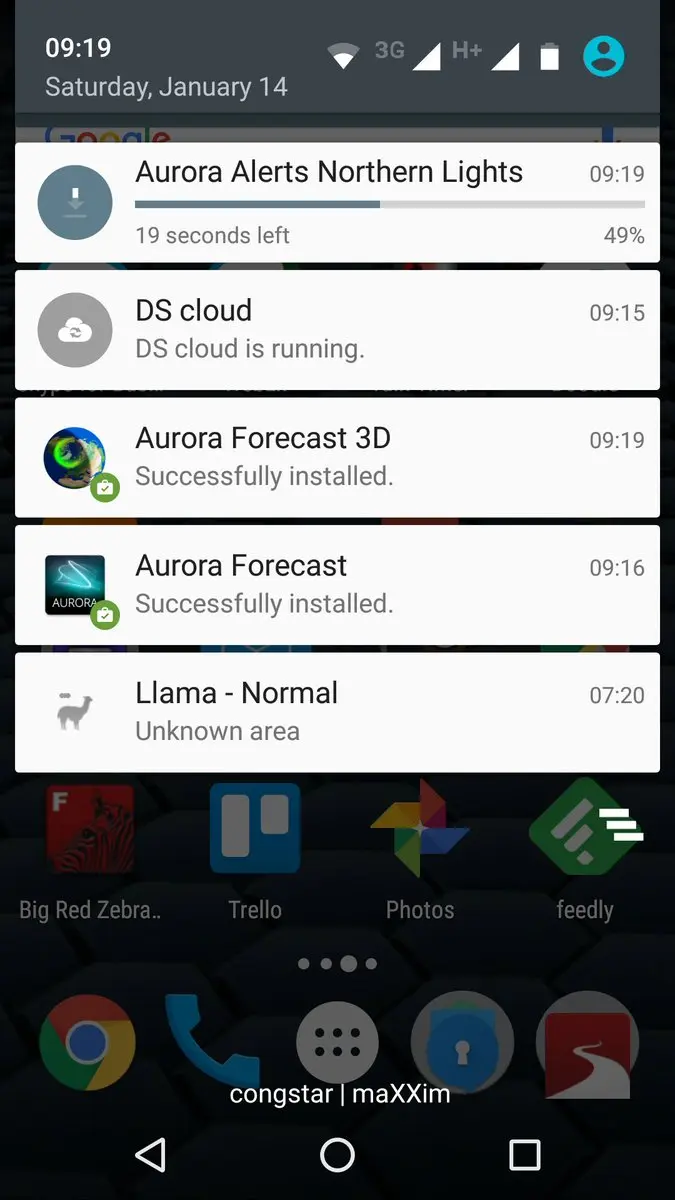 09:19
3G H+
Saturday, January 14
Google
Aurora Alerts Northern Lights 09:19
19 seconds left 49%
DS cloud 09:15
DS cloud is running.
Aurora Forecast 3D 09:19
Successfully installed.
Aurora Forecast 09:16
AURORA
Successfully installed.
Llama - Normal 07:20
Unknown area
F
Big Red Zebra.. Trello Photos feedly
congstar | maXXim